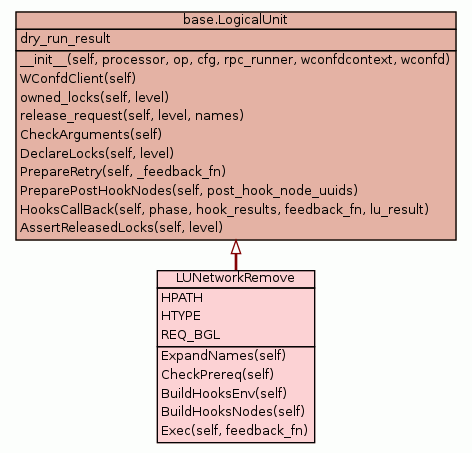 base.LogicalUnit
dry_run_result
__init__(self, processor, op, cfg, rpc_runner, wconfdcontext, wconfd)
WConfdClient(self)
owned_locks(self, level)
release_request(self, level, names)
CheckArguments(self)
DeclareLocks(self, level)
PrepareRetry(self, _feedback_fn)
PreparePostHookNodes(self, post_hook_node_uuids)
HooksCallBack(self, phase, hook_results, feedback_fn, lu_result)
AssertReleasedLocks(self, level)
LUNetworkRemove
HPATH
HTYPE
REQ_BGL
ExpandNames(self)
CheckPrereq(self)
BuildHooksEnv(self)
BuildHooksNodes(self)
Exec(self, feedback_fn)